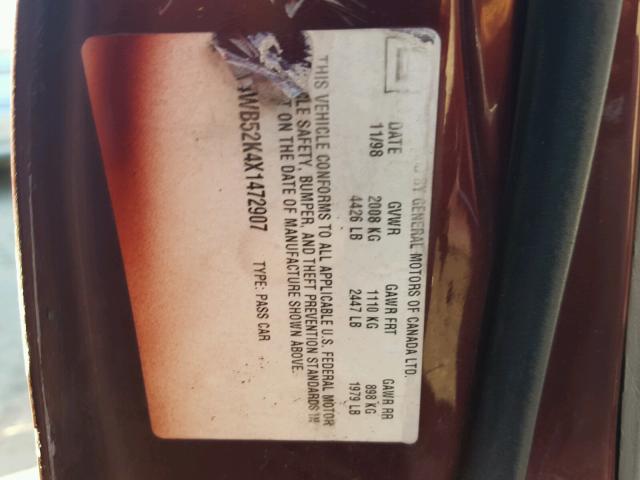 BY GENERAL MOTORS OF CANADA LTD.
DATE GVWR GAWR FRT GAWR RR
11/98 2008 KG 1110 KG 898 KG
4426 LB 2447 LB 1979 LB
THIS VEHICLE CONFORMS TO ALL APPLICABLE U.S. FEDERAL MOTOR
CLE SAFETY, BUMPER, AND THEFT PREVENTION STANDARDS IN
T ON THE DATE OF MANUFACTURE SHOWN ABOVE.
4WB52K4X1472907 TYPE: PASS CAR